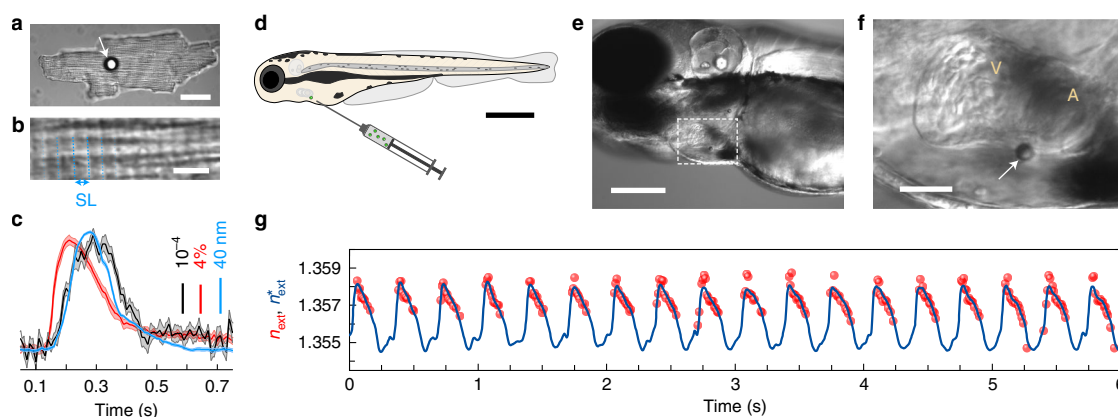 a
b
SL
c
10⁻⁴
4%
40 nm
0.1 0.3 0.5 0.7
Time (s)
d
e
f
V
A
g
n_ext, n*_ext
1.359
1.357
1.355
0 1 2 3 4 5 6
Time (s)